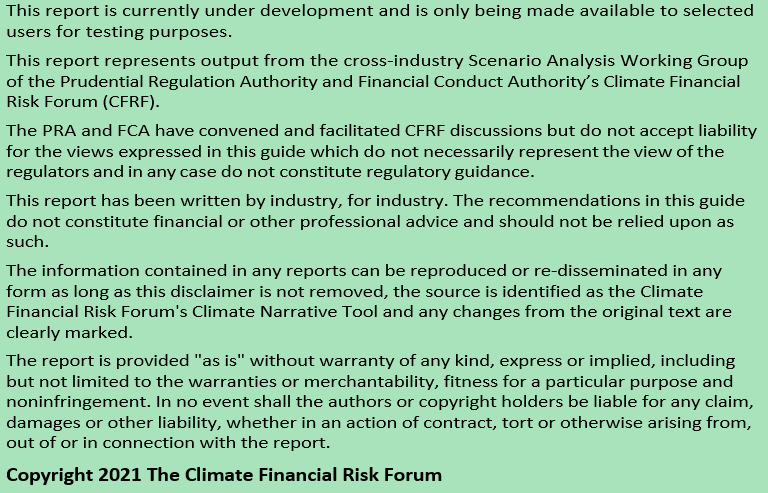 This report is currently under development and is only being made available to selected
users for testing purposes.
This report represents output from the cross-industry Scenario Analysis Working Group
of the Prudential Regulation Authority and Financial Conduct Authority's Climate Financial
Risk Forum (CFRF).
The PRA and FCA have convened and facilitated CFRF discussions but do not accept liability
for the views expressed in this guide which do not necessarily represent the view of the
regulators and in any case do not constitute regulatory guidance.
This report has been written by industry, for industry. The recommendations in this guide
do not constitute financial or other professional advice and should not be relied upon as
such.
The information contained in any reports can be reproduced or re-disseminated in any
form as long as this disclaimer is not removed, the source is identified as the Climate
Financial Risk Forum's Climate Narrative Tool and any changes from the original text are
clearly marked.
The report is provided "as is" without warranty of any kind, express or implied, including
but not limited to the warranties or merchantability, fitness for a particular purpose and
noninfringement. In no event shall the authors or copyright holders be liable for any claim,
damages or other liability, whether in an action of contract, tort or otherwise arising from,
out of or in connection with the report.
Copyright 2021 The Climate Financial Risk Forum